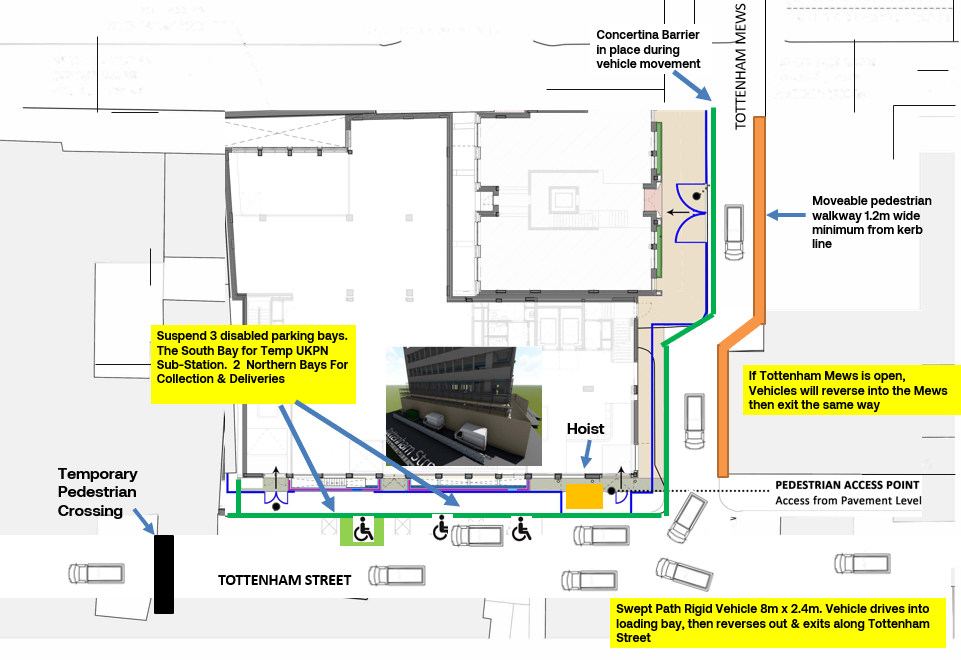 Concertina Barrier
in place during
vehicle movement
TOTTENHAM MEWS
Moveable pedestrian
walkway 1.2m wide
minimum from kerb
line
Suspend 3 disabled parking bays.
The South Bay for Temp UKPN
Sub-Station. 2 Northern Bays For
Collection & Deliveries
If Tottenham Mews is open,
Vehicles will reverse into the Mews
then exit the same way
Hoist
Temporary
Pedestrian
Crossing
PEDESTRIAN ACCESS POINT
Access from Pavement Level
TOTTENHAM STREET
Swept Path Rigid Vehicle 8m x 2.4m. Vehicle drives into
loading bay, then reverses out & exits along Tottenham
Street